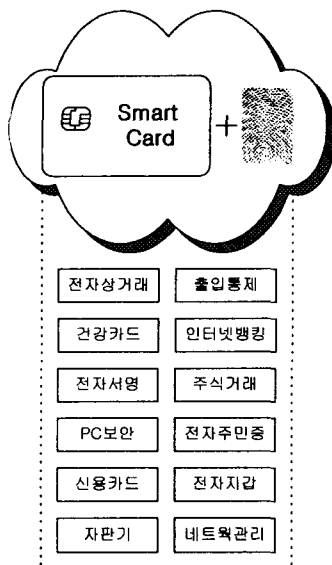 Smart
Card
+
전자상거래 출입통제
건강카드 인터넷뱅킹
전자서명 주식거래
PC보안 전자주민증
신용카드 전자지갑
자판기 네트웍관리